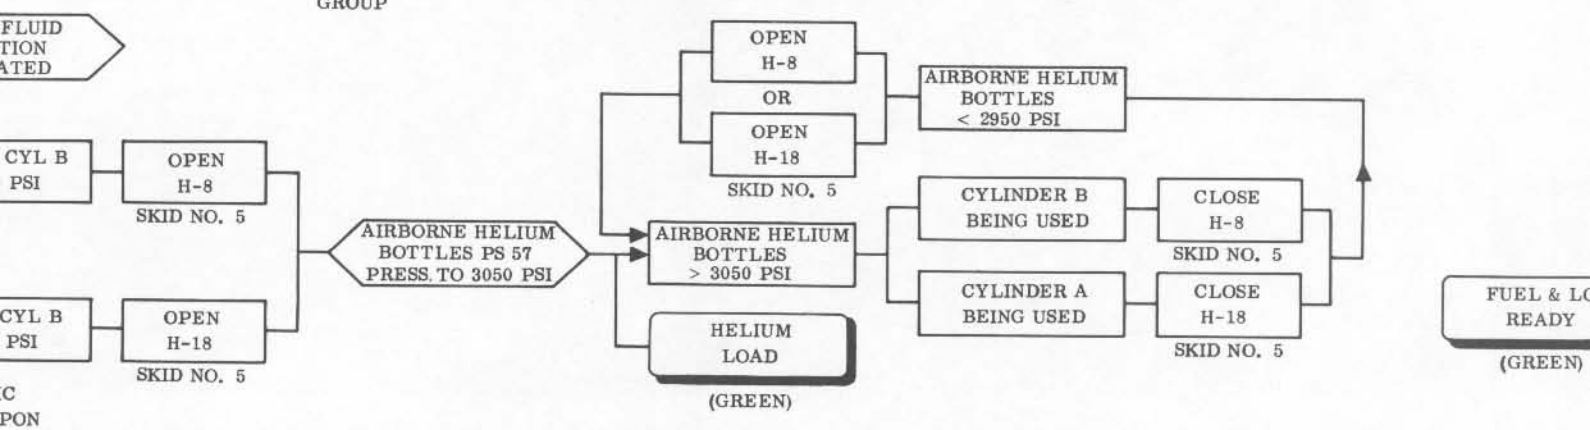 GROUP
FLUID
OPEN
H-8
OR
OPEN
H-18
SKID NO. 5
AIRBORNE HELIUM
BOTTLES
< 2950 PSI
CYL B
PSI
OPEN
H-8
SKID NO. 5
CYL B
PSI
OPEN
H-18
SKID NO. 5
AIRBORNE HELIUM
BOTTLES PS 57
PRESS. TO 3050 PSI
AIRBORNE HELIUM
BOTTLES
> 3050 PSI
HELIUM
LOAD
(GREEN)
CYLINDER B
BEING USED
CLOSE
H-8
SKID NO. 5
CYLINDER A
BEING USED
CLOSE
H-18
SKID NO. 5
FUEL & LO
READY
(GREEN)